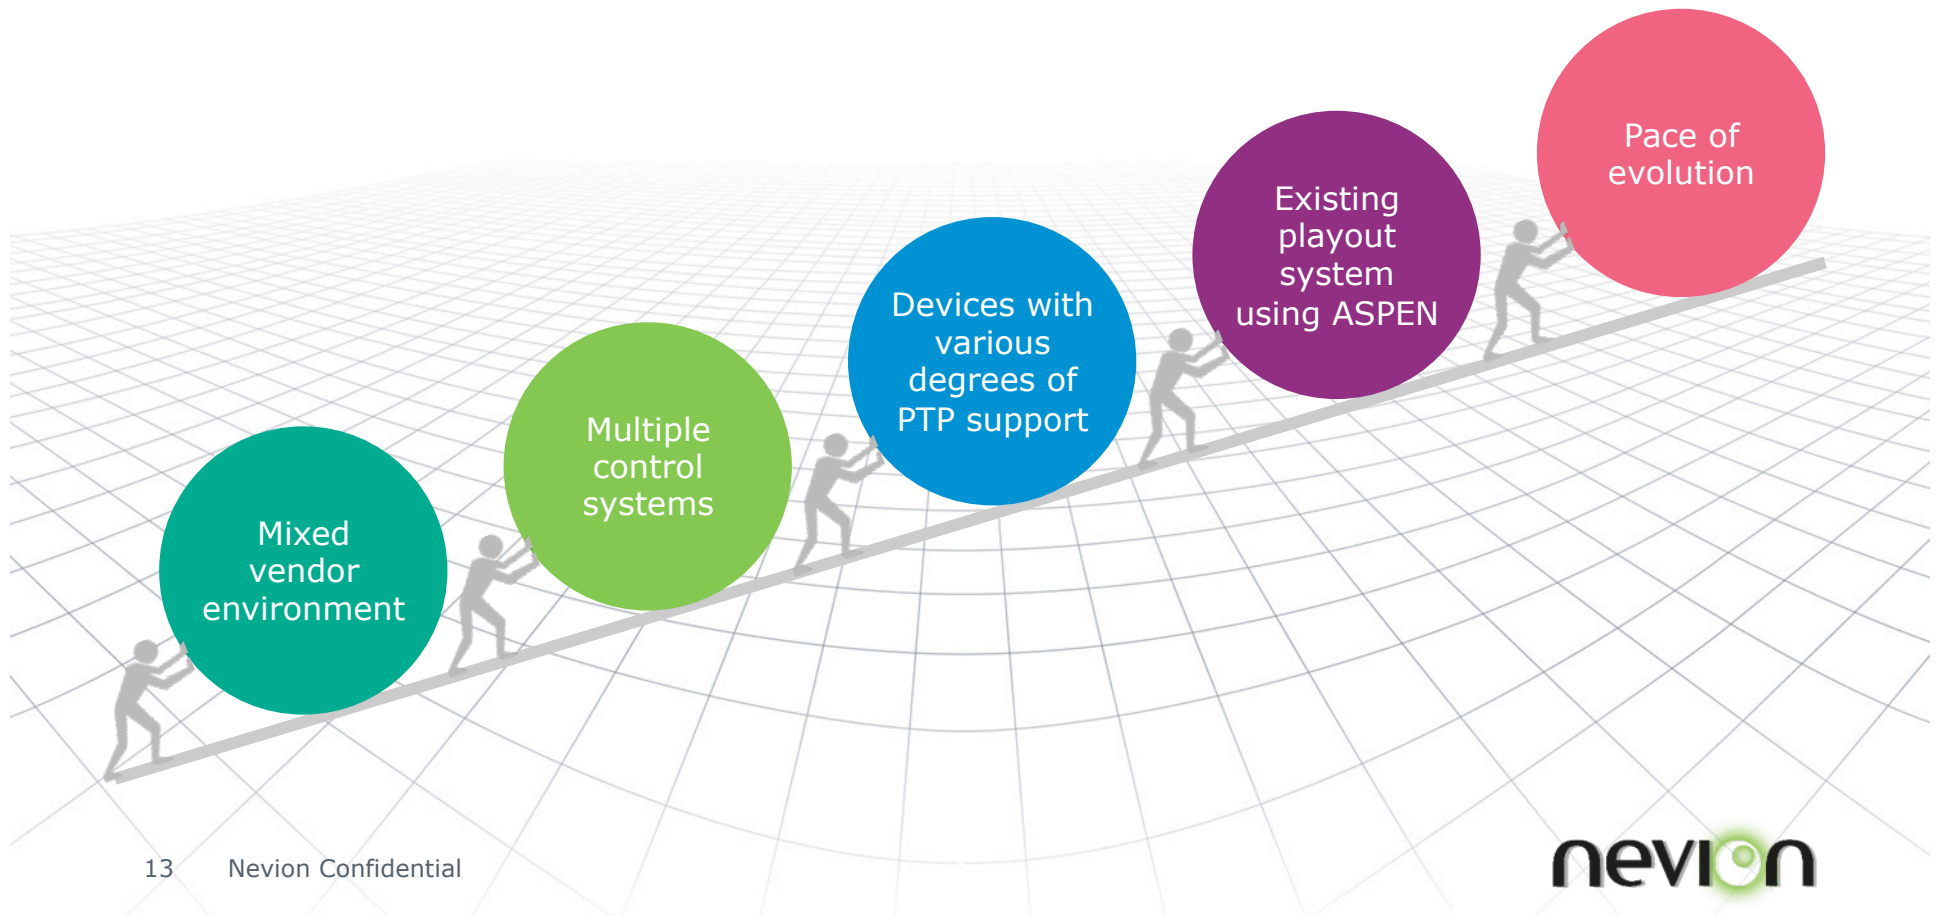 Mixed
vendor
environment
Multiple
control
systems
Devices with
various
degrees of
PTP support
Existing
playout
system
using ASPEN
Pace of
evolution
13 Nevion Confidential
nevion